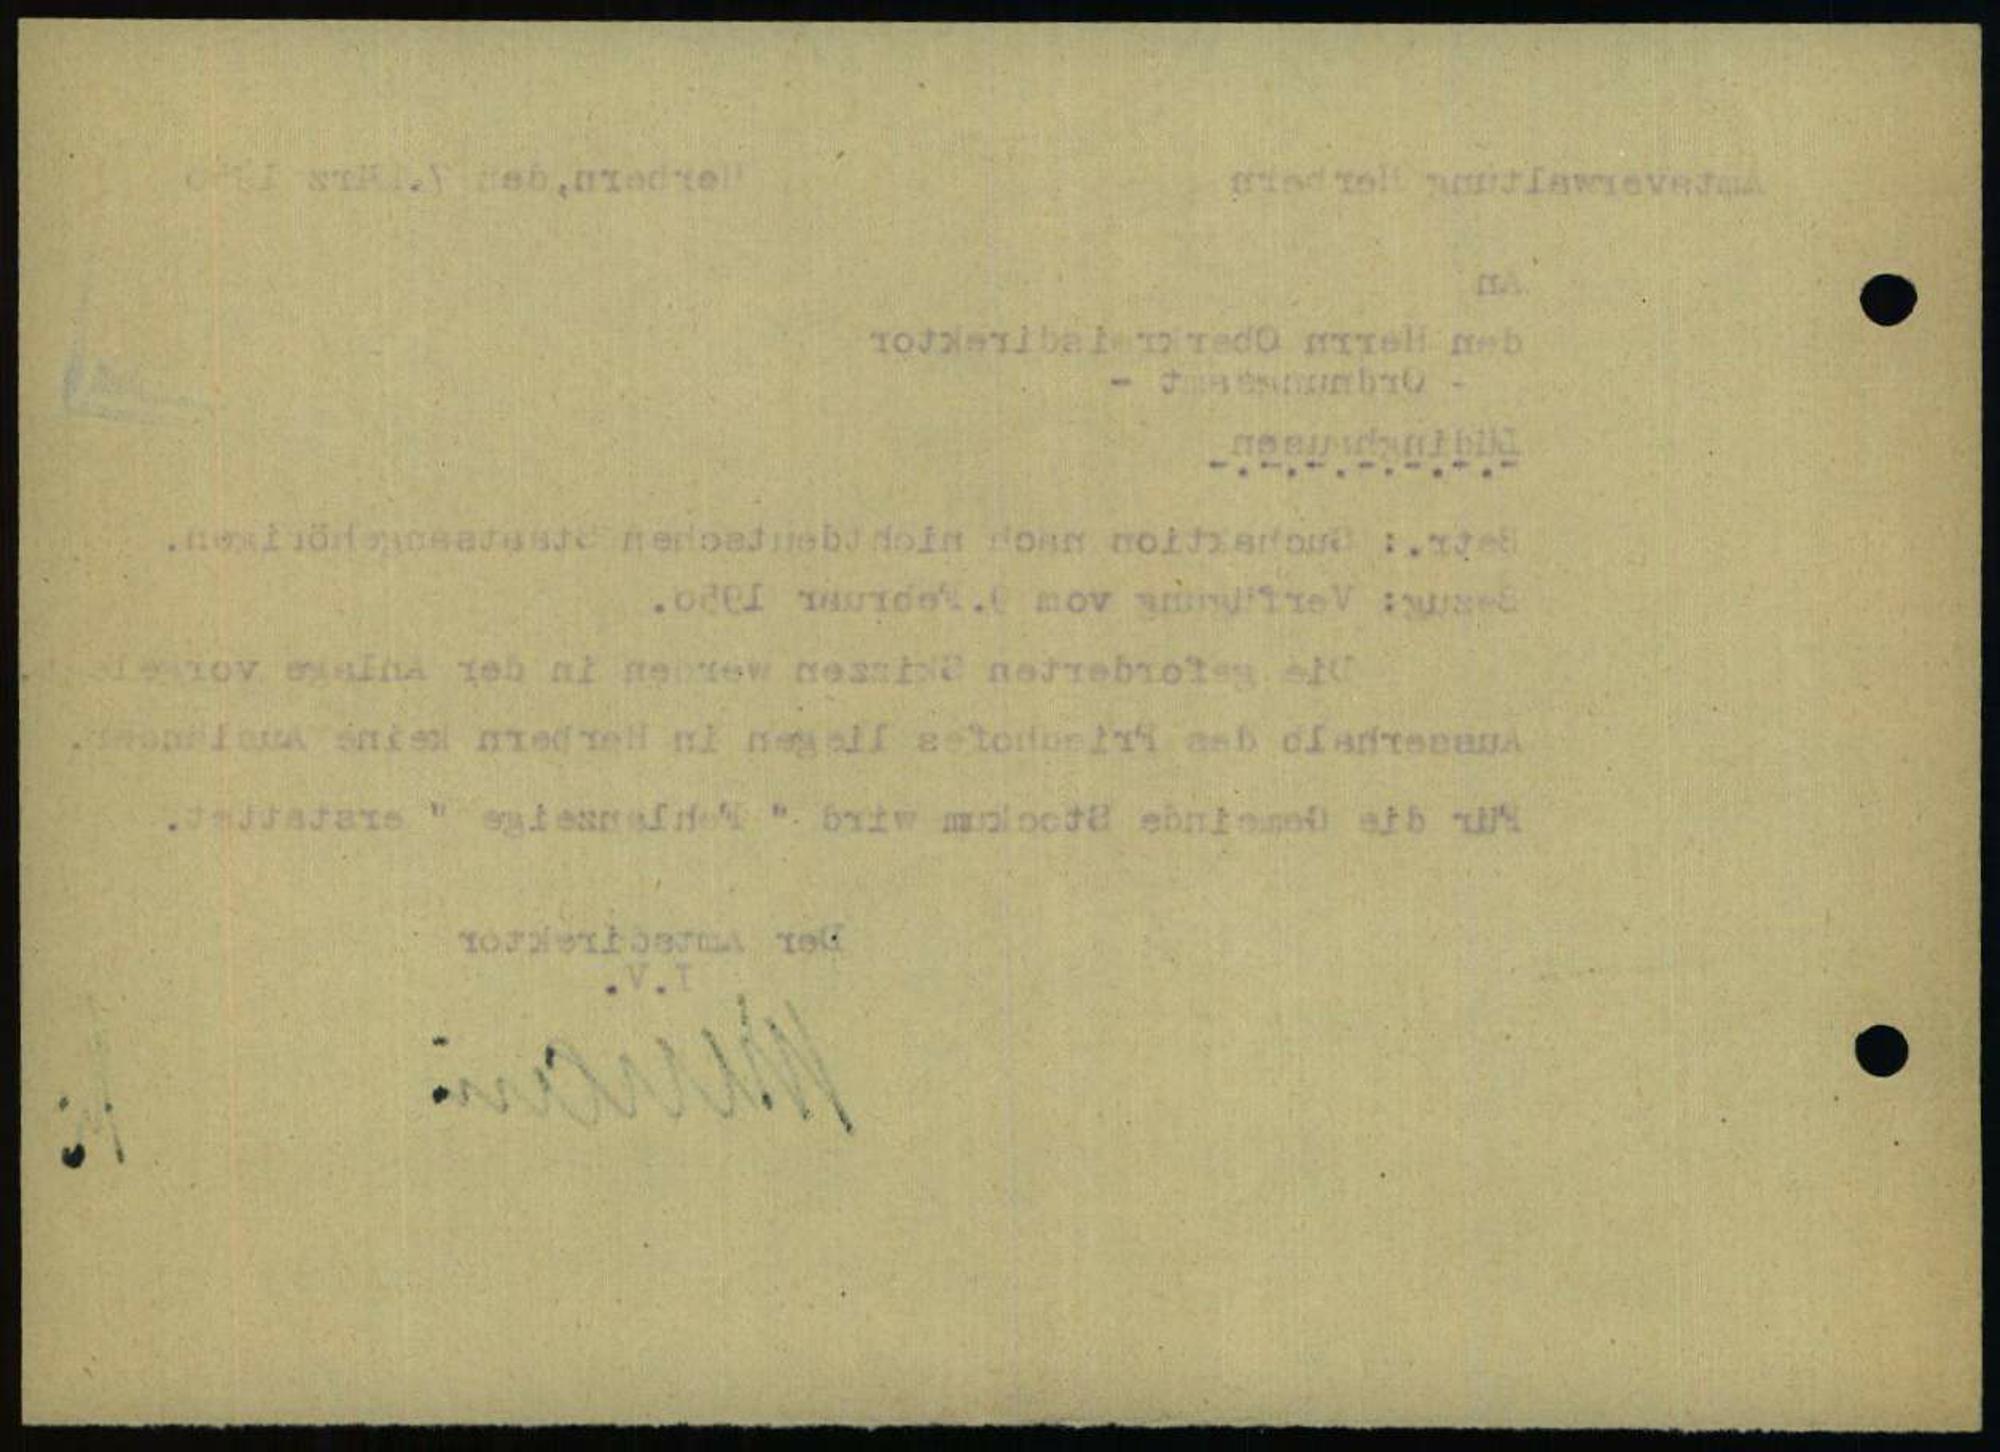 Amtsverwaltung Herbern Herbern,den 7.März 1950
An
den Herrn Oberkreisdirektor
- Ordnungsamt -
Lüdinghausen
-.-.-.-.-.-.-
Betr.: Suchaktion nach nichtdeutschen Staatsangehörigen.
Bezug: Verfügung vom 9.Februar 1950.
Die geforderten Skizzen werden in der Anlage vorgelegt.
Ausserhalb des Friedhofes liegen in Herbern keine Ausländer.
Für die Gemeinde Stockum wird " Fehlanzeige " erstattet.
Der Amtsdirektor
I.V.